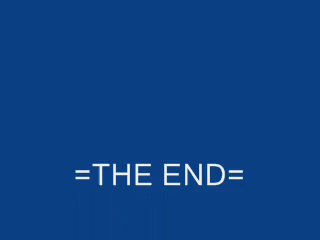 =THE END=